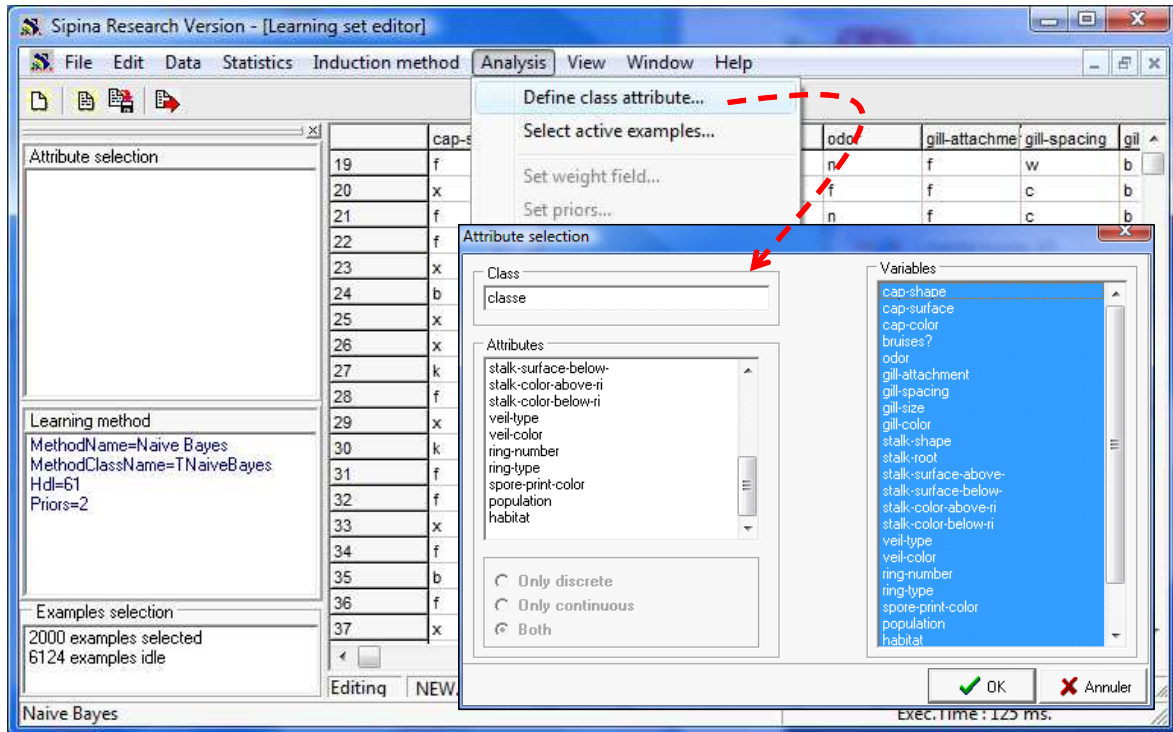 Sipina Research Version - [Learning set editor]
File Edit Data Statistics Induction method Analysis View Window Help
Define class attribute...
Select active examples...
Set weight field...
Set priors...
Attribute selection
odor gill-attachme gill-spacing gil
19 f n f w b
20 x f f c b
21 f n f c b
22 f
23 x
24 b
25 x
26 x
27 k
28 f
29 x
30 k
31 f
32 f
33 x
34 f
35 b
36 f
37 x
Learning method
MethodName=Naive Bayes
MethodClassName=TNaiveBayes
Hdl=61
Priors=2
Examples selection
2000 examples selected
6124 examples idle
Editing NEW.
Naive Bayes
Exec.Time : 125 ms.
Attribute selection
Class
classe
Attributes
stalk-surface-below-
stalk-color-above-ri
stalk-color-below-ri
veil-type
veil-color
ring-number
ring-type
spore-print-color
population
habitat
Only discrete
Only continuous
Both
Variables
cap-shape
cap-surface
cap-color
bruises?
odor
gill-attachment
gill-spacing
gill-size
gill-color
stalk-shape
stalk-root
stalk-surface-above-
stalk-surface-below-
stalk-color-above-ri
stalk-color-below-ri
veil-type
veil-color
ring-number
ring-type
spore-print-color
population
habitat
OK Annuler